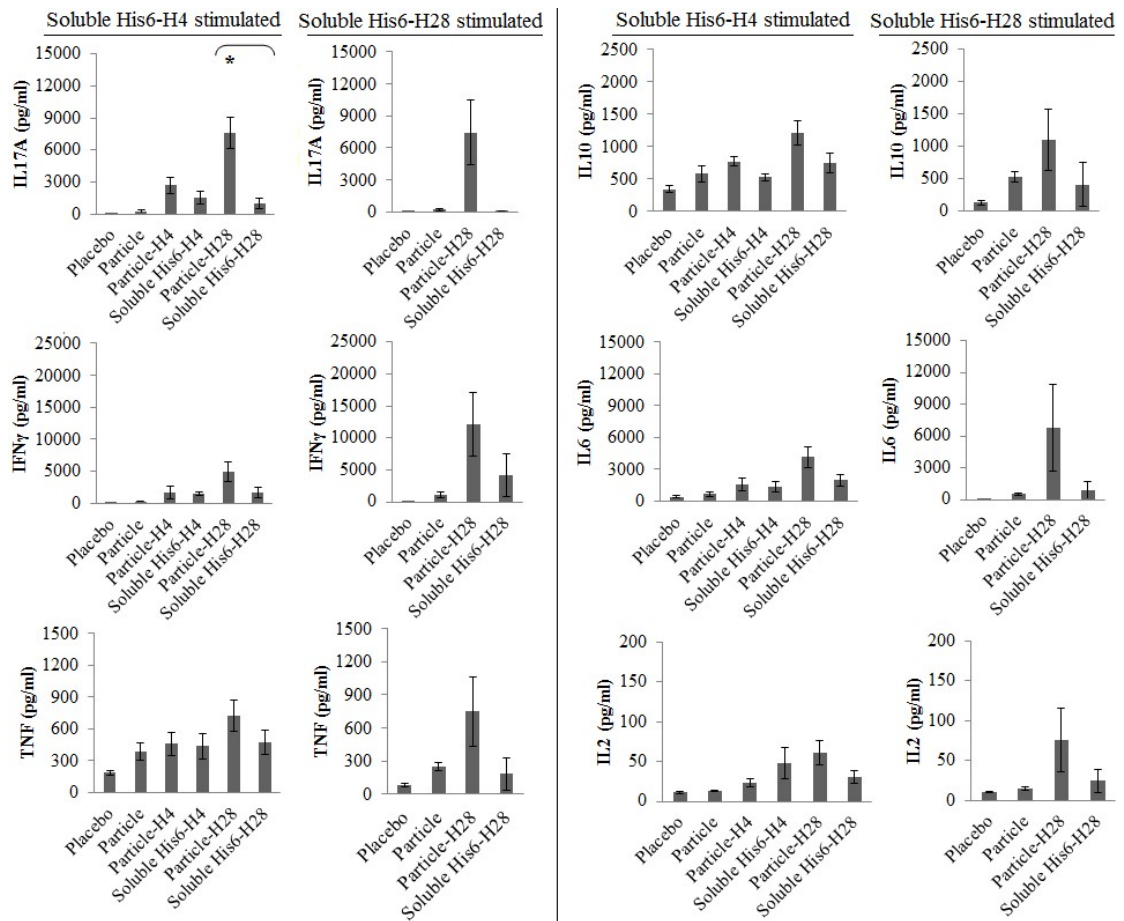 Soluble His6-H4 stimulated
Soluble His6-H28 stimulated
Soluble His6-H4 stimulated
Soluble His6-H28 stimulated
IL17A (pg/ml)
15000
12000
9000
6000
3000
0
*
Placebo
Particle
Particle-H4
Soluble His6-H4
Particle-H28
Soluble His6-H28
IL17A (pg/ml)
15000
12000
9000
6000
3000
0
Placebo
Particle
Particle-H28
Soluble His6-H28
IL10 (pg/ml)
2500
2000
1500
1000
500
0
Placebo
Particle
Particle-H4
Soluble His6-H4
Particle-H28
Soluble His6-H28
IL10 (pg/ml)
2500
2000
1500
1000
500
0
Placebo
Particle
Particle-H28
Soluble His6-H28
IFNγ (pg/ml)
25000
20000
15000
10000
5000
0
Placebo
Particle
Particle-H4
Soluble His6-H4
Particle-H28
Soluble His6-H28
IFNγ (pg/ml)
25000
20000
15000
10000
5000
0
Placebo
Particle
Particle-H28
Soluble His6-H28
IL6 (pg/ml)
15000
12000
9000
6000
3000
0
Placebo
Particle
Particle-H4
Soluble His6-H4
Particle-H28
Soluble His6-H28
IL6 (pg/ml)
15000
12000
9000
6000
3000
0
Placebo
Particle
Particle-H28
Soluble His6-H28
TNF (pg/ml)
1500
1200
900
600
300
0
Placebo
Particle
Particle-H4
Soluble His6-H4
Particle-H28
Soluble His6-H28
TNF (pg/ml)
1500
1200
900
600
300
0
Placebo
Particle
Particle-H28
Soluble His6-H28
IL2 (pg/ml)
200
150
100
50
0
Placebo
Particle
Particle-H4
Soluble His6-H4
Particle-H28
Soluble His6-H28
IL2 (pg/ml)
200
150
100
50
0
Placebo
Particle
Particle-H28
Soluble His6-H28